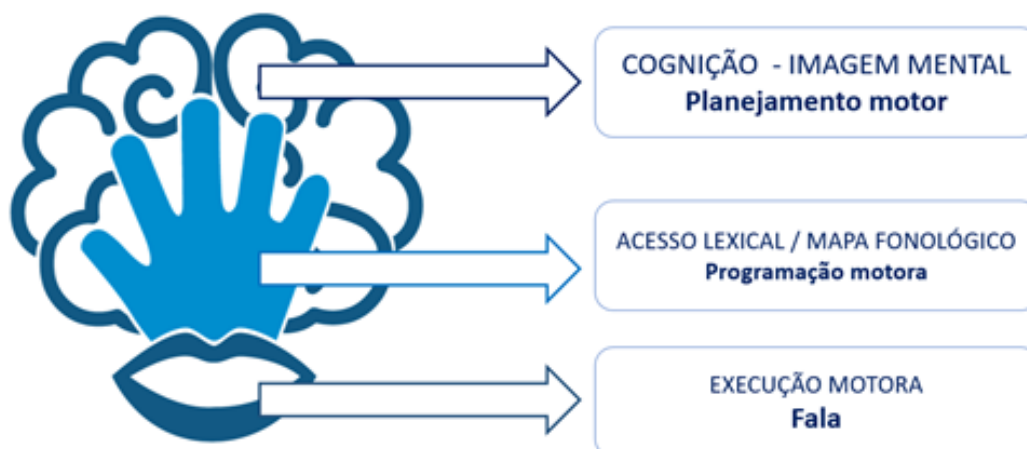 COGNIÇÃO - IMAGEM MENTAL
Planejamento motor
ACESSO LEXICAL / MAPA FONOLÓGICO
Programação motora
EXECUÇÃO MOTORA
Fala